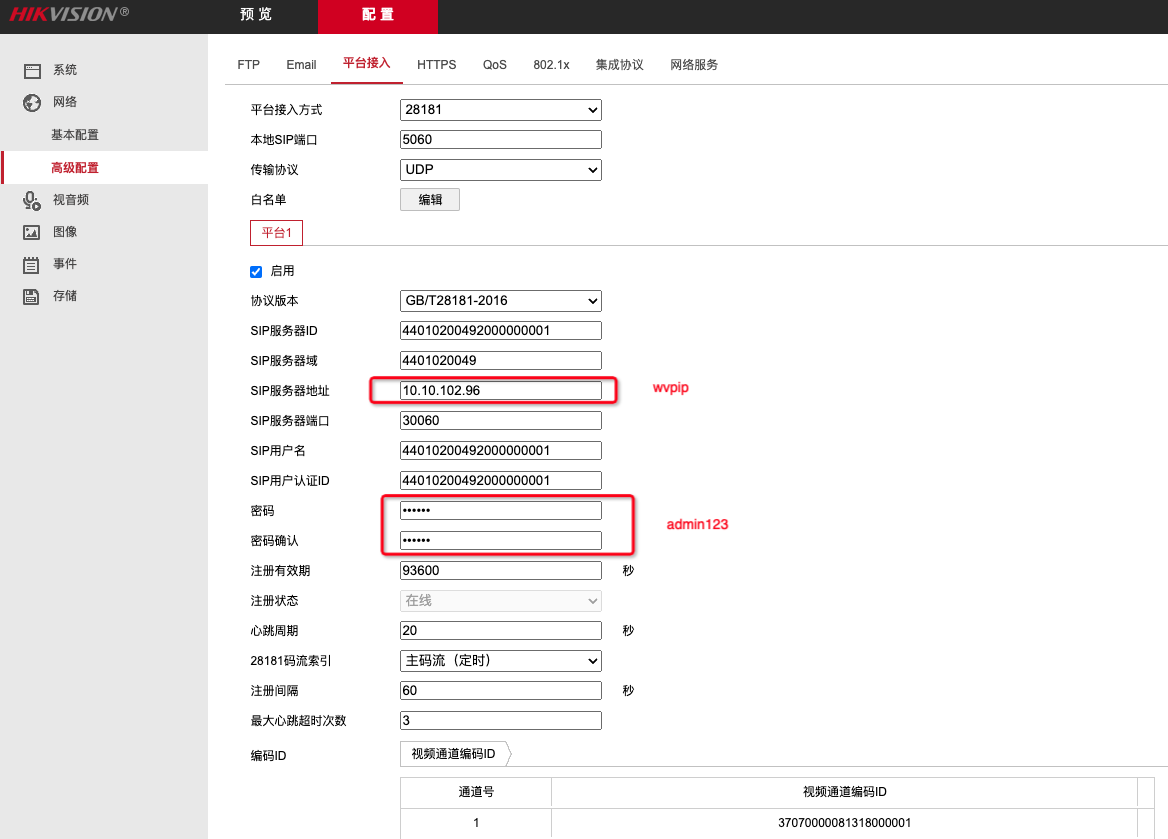 HIKVISION®
预 览
配 置
系统
网络
基本配置
高级配置
视音频
图像
事件
存储
FTP
Email
平台接入
HTTPS
QoS
802.1x
集成协议
网络服务
平台接入方式 28181
本地SIP端口 5060
传输协议 UDP
白名单 编辑
平台1
启用
协议版本 GB/T28181-2016
SIP服务器ID 44010200492000000001
SIP服务器域 4401020049
SIP服务器地址 10.10.102.96 wvpip
SIP服务器端口 30060
SIP用户名 44010200492000000001
SIP用户认证ID 44010200492000000001
密码 ••••••
admin123
密码确认 ••••••
注册有效期 93600 秒
注册状态 在线
心跳周期 20 秒
28181码流索引 主码流（定时）
注册间隔 60 秒
最大心跳超时次数 3
编码ID 视频通道编码ID
通道号 视频通道编码ID
1 37070000081318000001